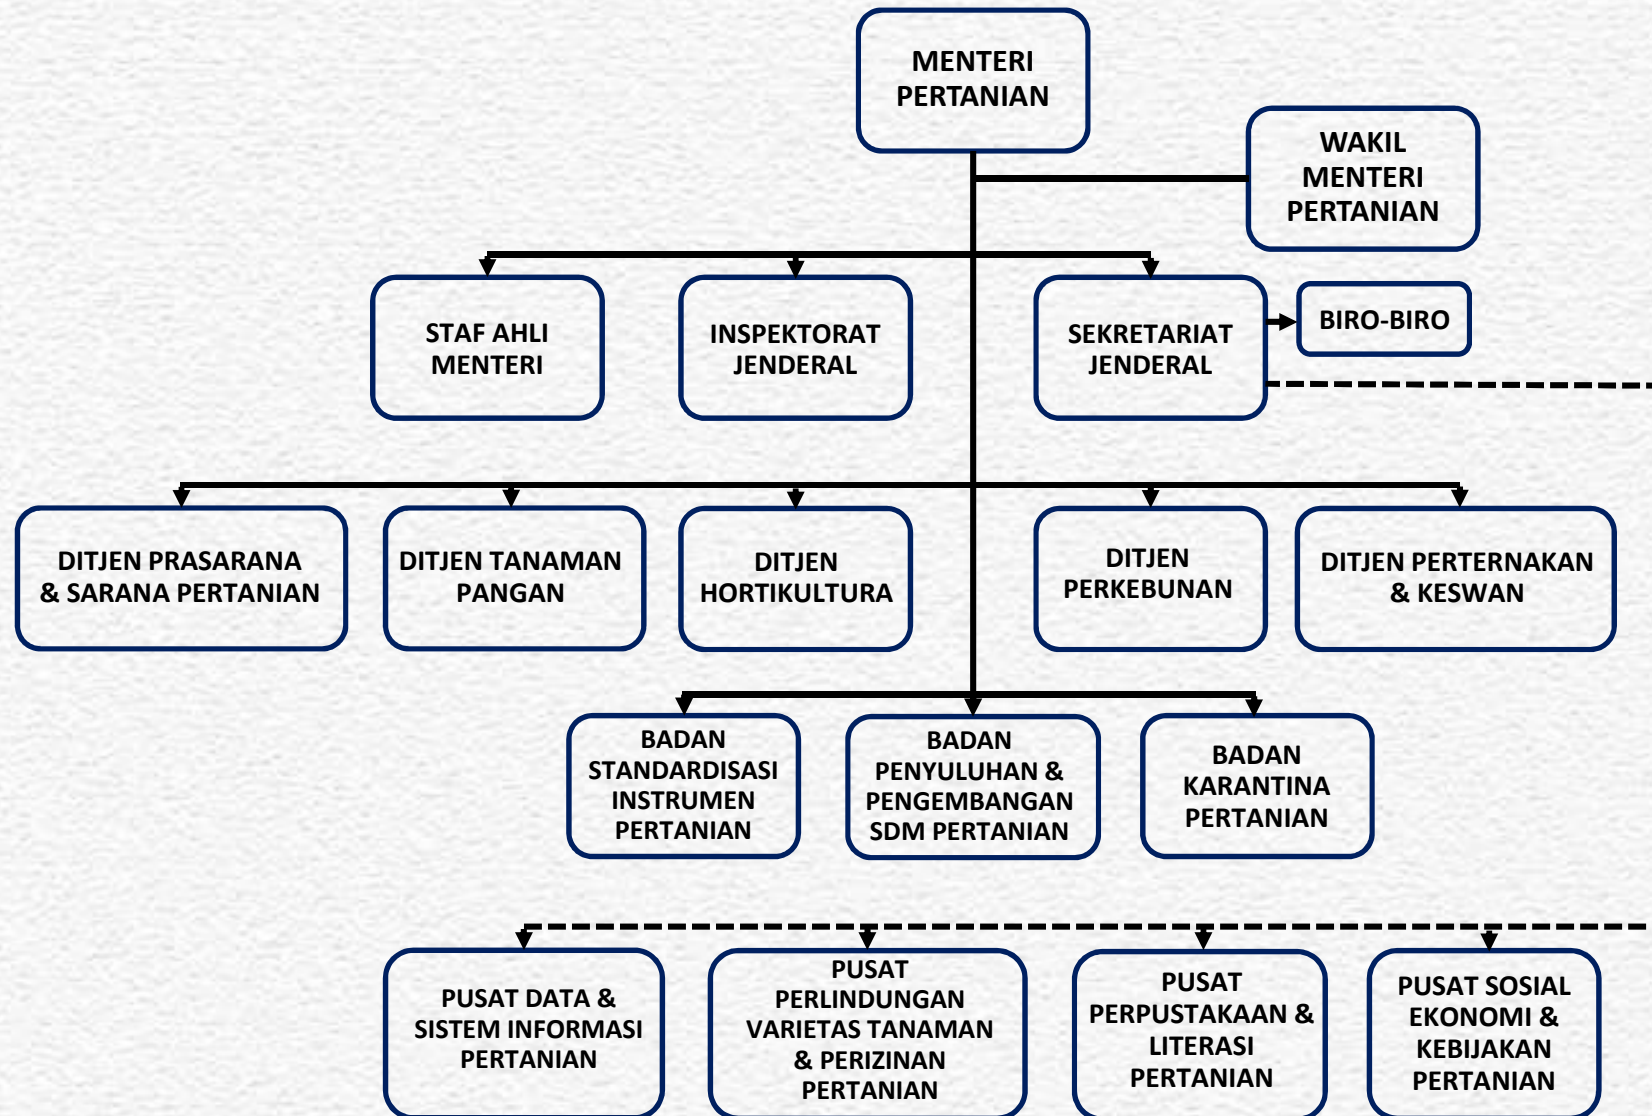 MENTERI
PERTANIAN
WAKIL
MENTERI
PERTANIAN
STAF AHLI
MENTERI
INSPEKTORAT
JENDERAL
SEKRETARIAT
JENDERAL
BIRO-BIRO
DITJEN PRASARANA
& SARANA PERTANIAN
DITJEN TANAMAN
PANGAN
DITJEN
HORTIKULTURA
DITJEN
PERKEBUNAN
DITJEN PERTERNAKAN
& KESWAN
BADAN
STANDARDISASI
INSTRUMEN
PERTANIAN
BADAN
PENYULUHAN &
PENGEMBANGAN
SDM PERTANIAN
BADAN
KARANTINA
PERTANIAN
PUSAT DATA &
SISTEM INFORMASI
PERTANIAN
PUSAT
PERLINDUNGAN
VARIETAS TANAMAN
& PERIZINAN
PERTANIAN
PUSAT
PERPUSTAKAAN &
LITERASI
PERTANIAN
PUSAT SOSIAL
EKONOMI &
KEBIJAKAN
PERTANIAN